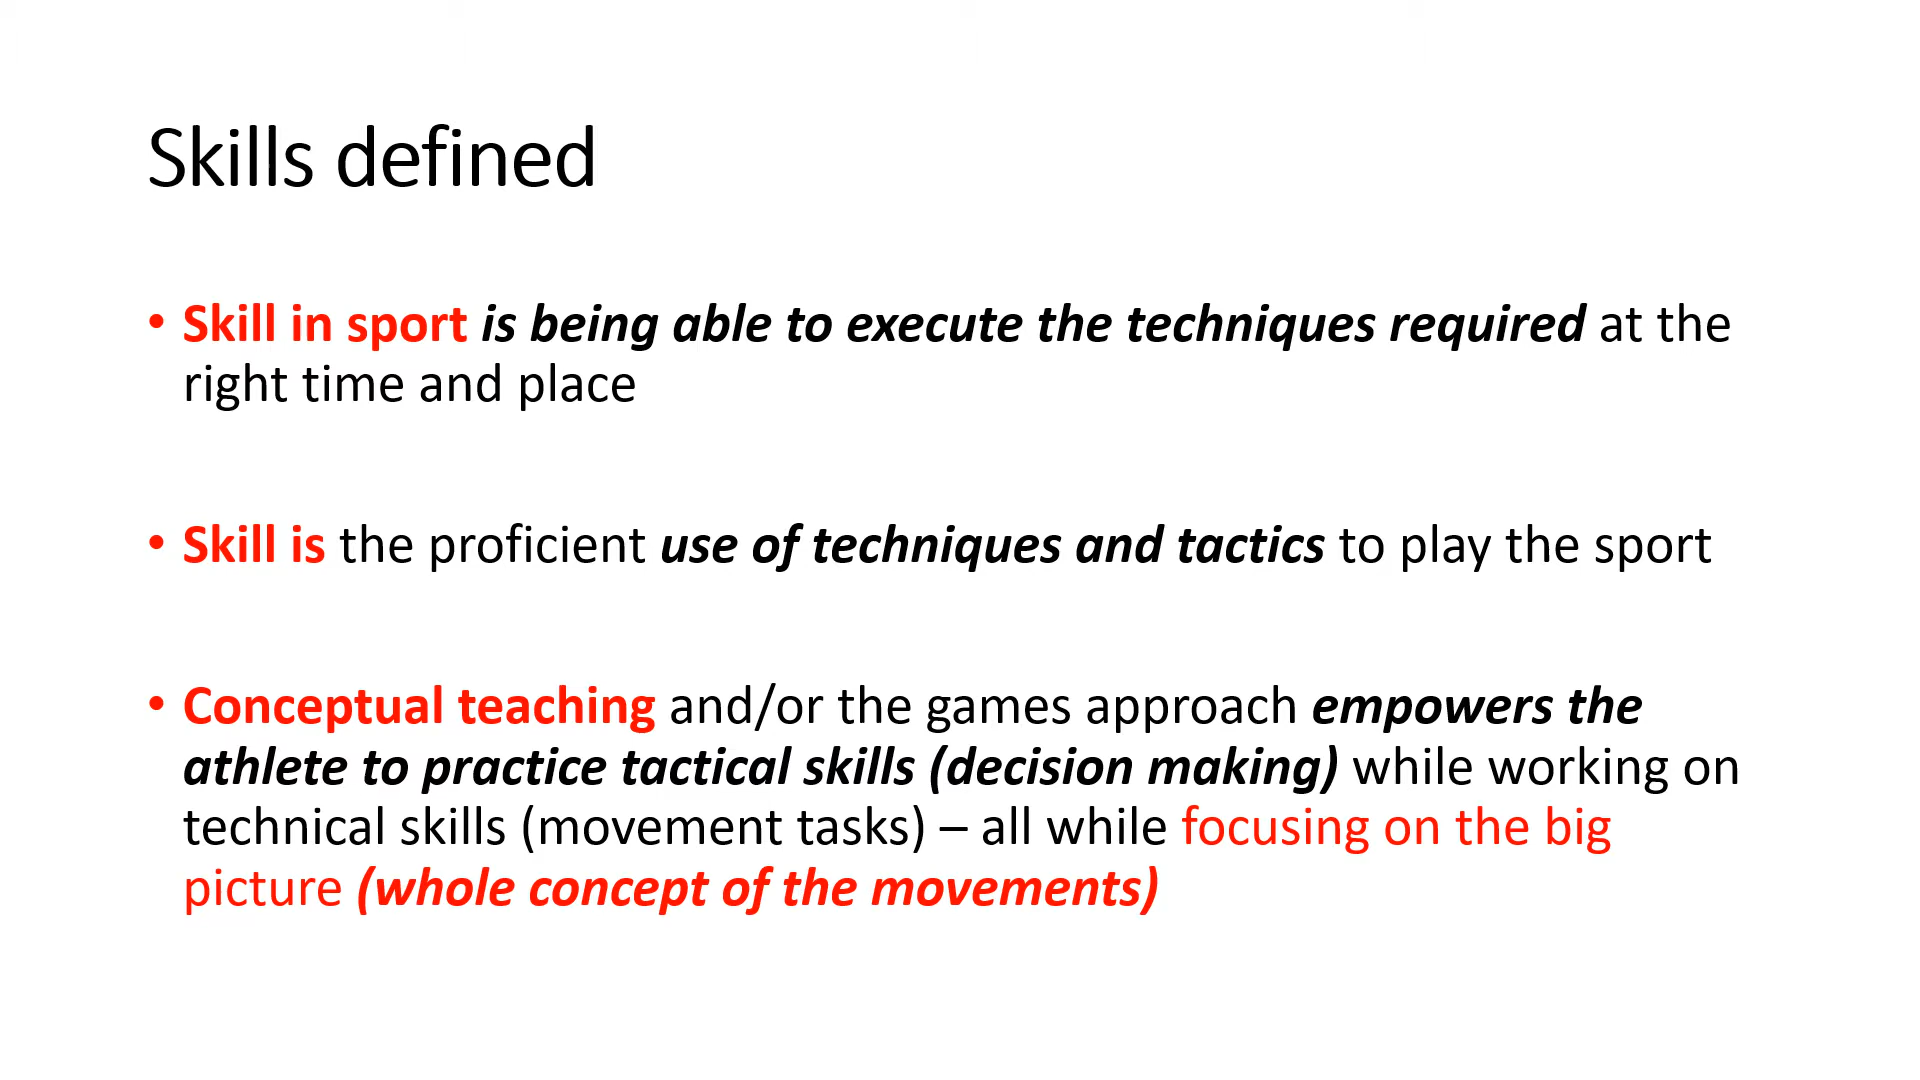 Skills defined
• Skill in sport is being able to execute the techniques required at the
right time and place
• Skill is the proficient use of techniques and tactics to play the sport
• Conceptual teaching and/or the games approach empowers the
athlete to practice tactical skills (decision making) while working on
technical skills (movement tasks) – all while focusing on the big
picture (whole concept of the movements)